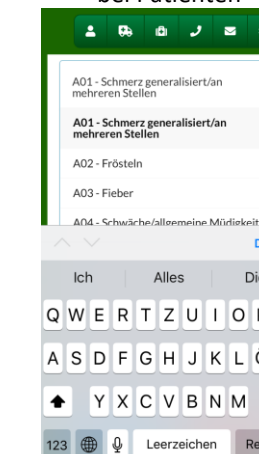 bei Patienten
A01 - Schmerz generalisiert/an
mehreren Stellen
A01 - Schmerz generalisiert/an
mehreren Stellen
A02 - Frösteln
A03 - Fieber
A04 - Schwäche/allgemeine Müdigkeit
Ich Alles
Q W E R T Z U I O
A S D F G H J K L
Y X C V B N M
123 Leerzeichen